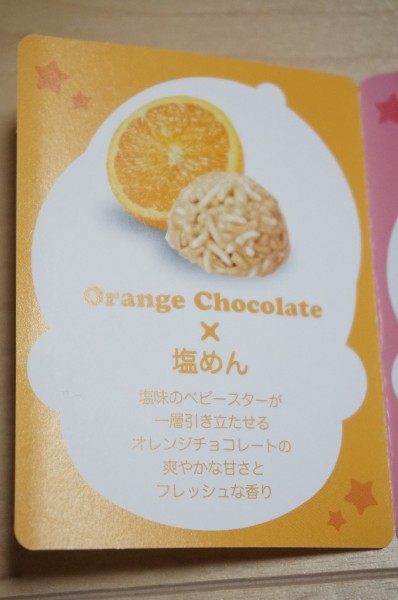 Orange Chocolate
×
塩めん
塩味のベビースターが
一層引き立たせる
オレンジチョコレートの
爽やかな甘さと
フレッシュな香り